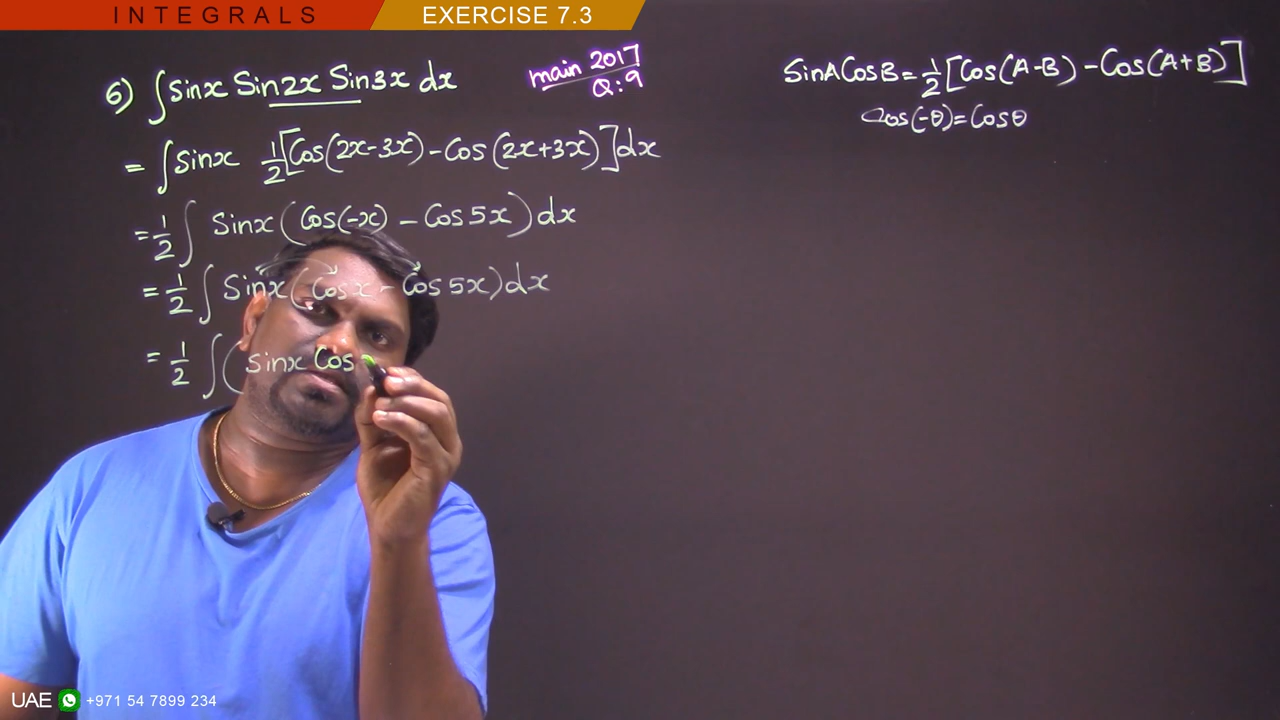 INTEGRALS EXERCISE 7.3
6) ∫Sinx Sin2x Sin3x dx
main 2017
Q:9
= ∫Sinx 1/2[Cos(2x-3x) - Cos(2x+3x)]dx
= 1/2 ∫ Sinx (Cos(-x) - Cos5x) dx
= 1/2 ∫ Sinx (Cosx - Cos5x) dx
= 1/2 ∫ ( Sinx Cos
SinACosB = 1/2 [Cos(A-B) - Cos(A+B)]
Cos(-θ) = Cosθ
UAE +971 54 7899 234